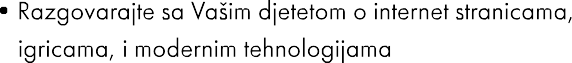 • Razgovarajte sa Vašim djetetom o internet stranicama,
igricama, i modernim tehnologijama